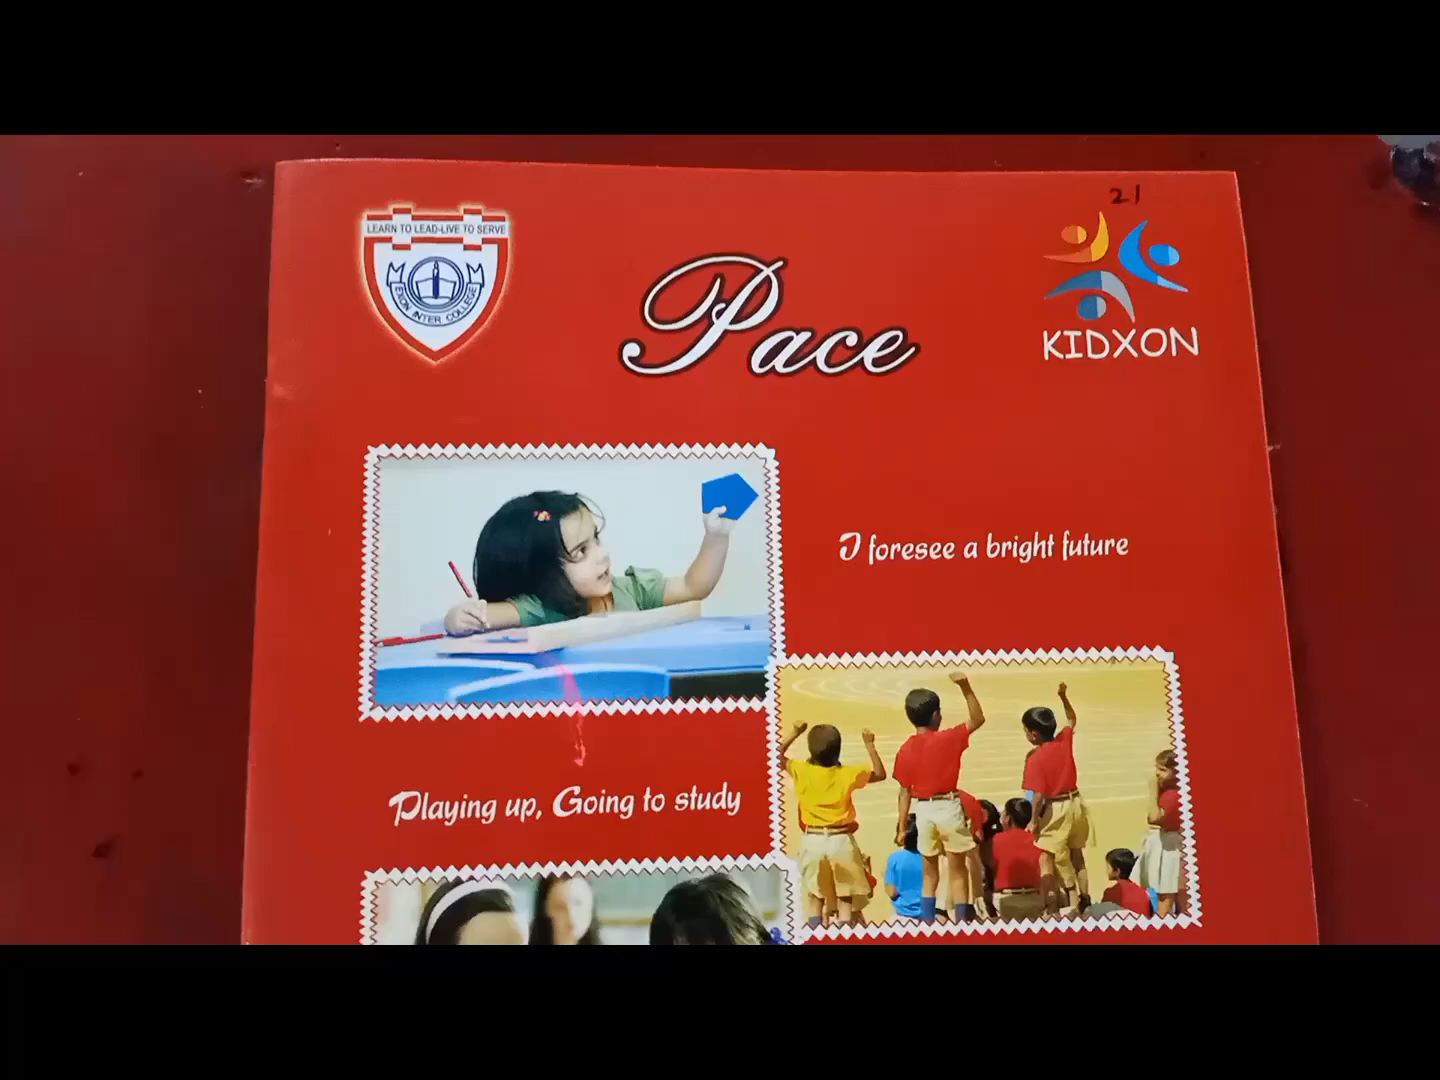 21
LEARN TO LEAD-LIVE TO SERVE
EXON INTER COLLEGE
Pace
KIDXON
I foresee a bright future
Playing up, Going to study